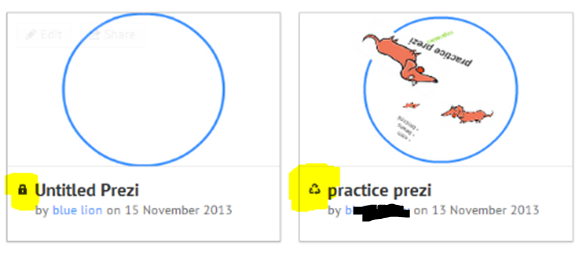 Edit Share
practice prezi
Untitled Prezi
by blue lion on 15 November 2013
practice prezi
by b on 13 November 2013